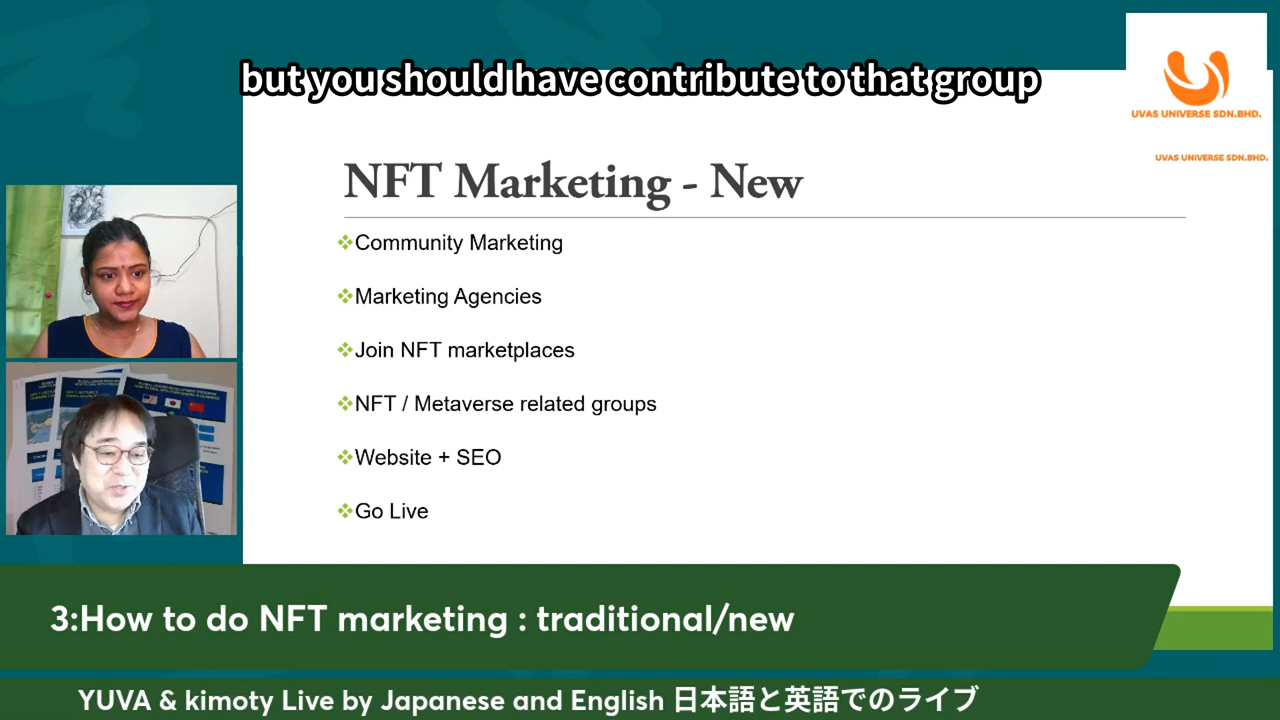 but you should have contribute to that group
UVAS UNIVERSE SDN.BHD.
UVAS UNIVERSE SDN.BHD.
NFT Marketing - New
Community Marketing
Marketing Agencies
Join NFT marketplaces
NFT / Metaverse related groups
Website + SEO
Go Live
3:How to do NFT marketing : traditional/new
YUVA & kimoty Live by Japanese and English 日本語と英語でのライブ